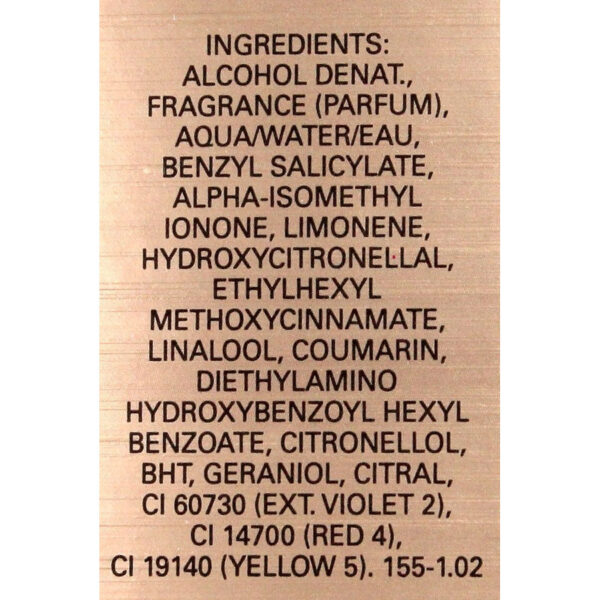 INGREDIENTS:
ALCOHOL DENAT.,
FRAGRANCE (PARFUM),
AQUA/WATER/EAU,
BENZYL SALICYLATE,
ALPHA-ISOMETHYL
IONONE, LIMONENE,
HYDROXYCITRONELLAL,
ETHYLHEXYL
METHOXYCINNAMATE,
LINALOOL, COUMARIN,
DIETHYLAMINO
HYDROXYBENZOYL HEXYL
BENZOATE, CITRONELLOL,
BHT, GERANIOL, CITRAL,
CI 60730 (EXT. VIOLET 2),
CI 14700 (RED 4),
CI 19140 (YELLOW 5). 155-1.02